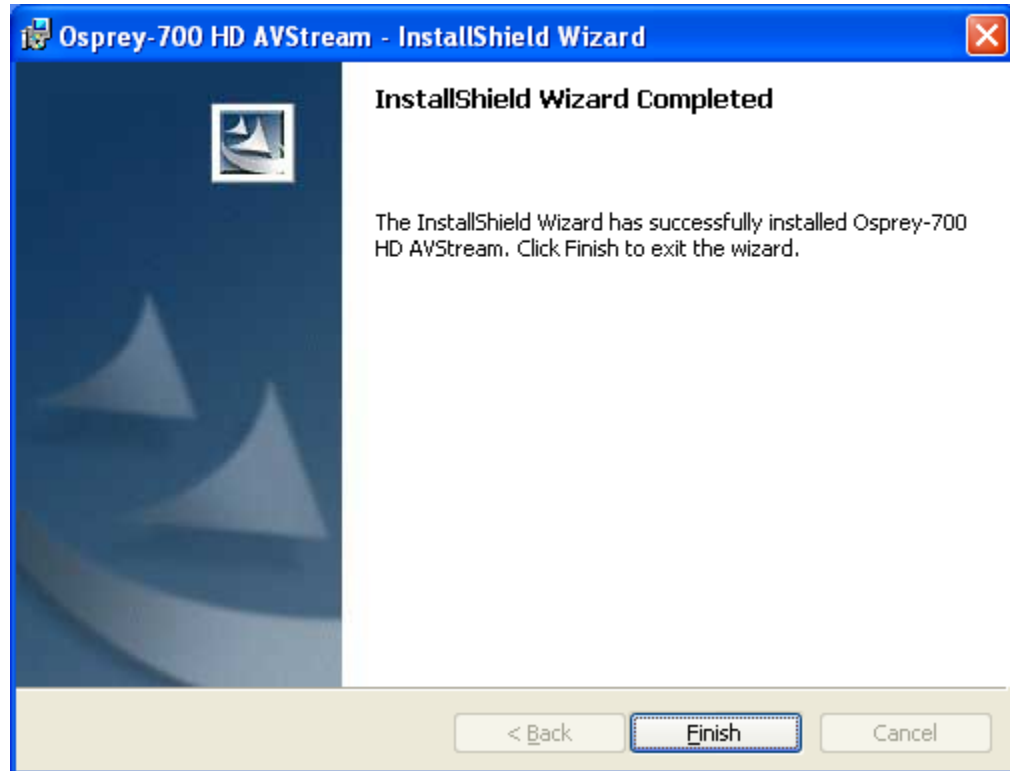 Osprey-700 HD AVStream - InstallShield Wizard
InstallShield Wizard Completed
The InstallShield Wizard has successfully installed Osprey-700
HD AVStream. Click Finish to exit the wizard.
< Back
Finish
Cancel